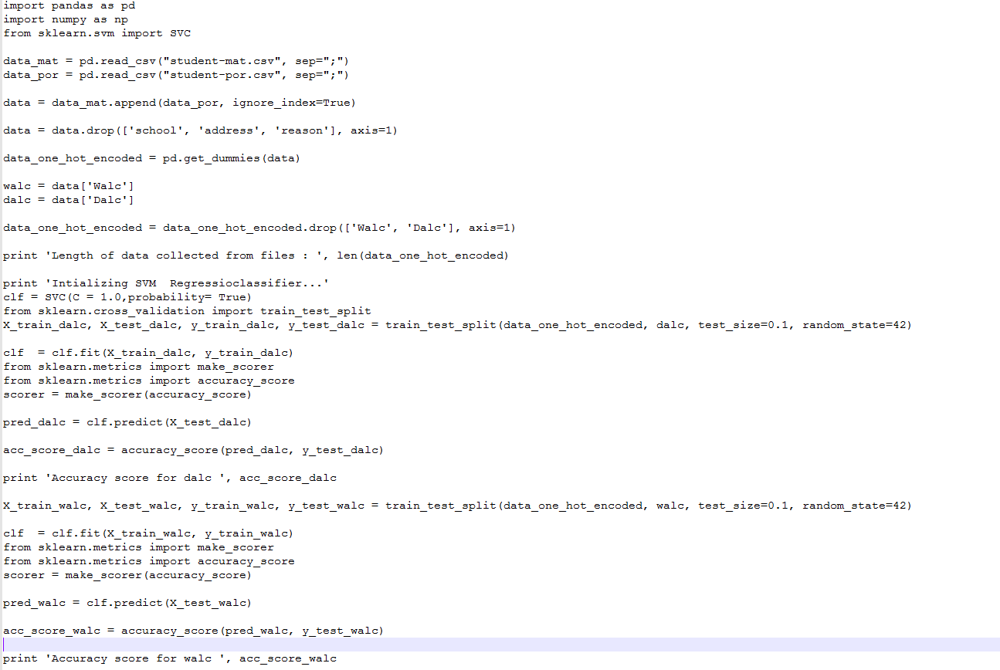 import pandas as pd
import numpy as np
from sklearn.svm import SVC
data_mat = pd.read_csv("student-mat.csv", sep=";")
data_por = pd.read_csv("student-por.csv", sep=";")
data = data_mat.append(data_por, ignore_index=True)
data = data.drop(['school', 'address', 'reason'], axis=1)
data_one_hot_encoded = pd.get_dummies(data)
walc = data['Walc']
dalc = data['Dalc']
data_one_hot_encoded = data_one_hot_encoded.drop(['Walc', 'Dalc'], axis=1)
print 'Length of data collected from files : ', len(data_one_hot_encoded)
print 'Intializing SVM  Regressioclassifier...'
clf = SVC(C = 1.0,probability= True)
from sklearn.cross_validation import train_test_split
X_train_dalc, X_test_dalc, y_train_dalc, y_test_dalc = train_test_split(data_one_hot_encoded, dalc, test_size=0.1, random_state=42)
clf  = clf.fit(X_train_dalc, y_train_dalc)
from sklearn.metrics import make_scorer
from sklearn.metrics import accuracy_score
scorer = make_scorer(accuracy_score)
pred_dalc = clf.predict(X_test_dalc)
acc_score_dalc = accuracy_score(pred_dalc, y_test_dalc)
print 'Accuracy score for dalc ', acc_score_dalc
X_train_walc, X_test_walc, y_train_walc, y_test_walc = train_test_split(data_one_hot_encoded, walc, test_size=0.1, random_state=42)
clf  = clf.fit(X_train_walc, y_train_walc)
from sklearn.metrics import make_scorer
from sklearn.metrics import accuracy_score
scorer = make_scorer(accuracy_score)
pred_walc = clf.predict(X_test_walc)
acc_score_walc = accuracy_score(pred_walc, y_test_walc)
print 'Accuracy score for walc ', acc_score_walc